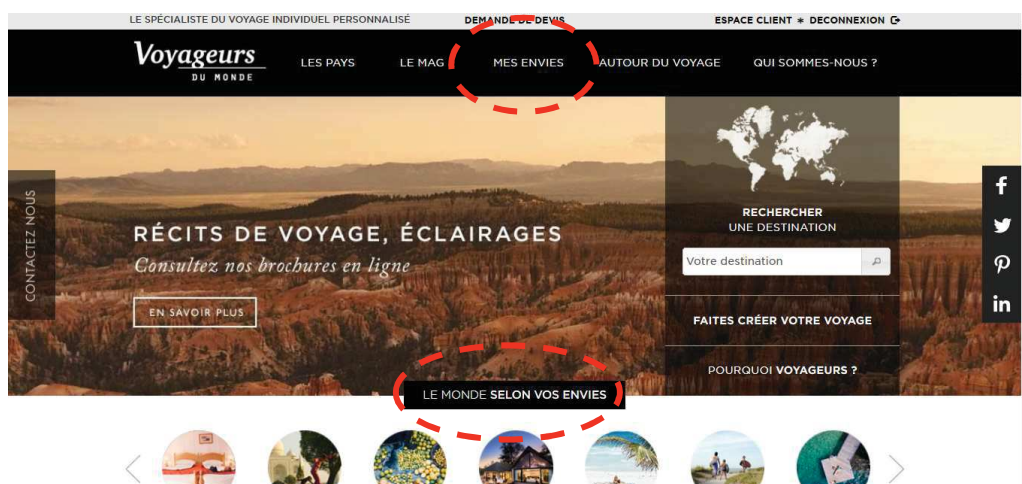 LE SPÉCIALISTE DU VOYAGE INDIVIDUEL PERSONNALISÉ
DEMANDE DE DEVIS
ESPACE CLIENT * DECONNEXION
Voyageurs
DU MONDE
LES PAYS
LE MAG
MES ENVIES
AUTOUR DU VOYAGE
QUI SOMMES-NOUS ?
CONTACTEZ NOUS
RÉCITS DE VOYAGE, ÉCLAIRAGES
Consultez nos brochures en ligne
EN SAVOIR PLUS
RECHERCHER
UNE DESTINATION
Votre destination
FAITES CRÉER VOTRE VOYAGE
POURQUOI VOYAGEURS ?
f
in
LE MONDE SELON VOS ENVIES